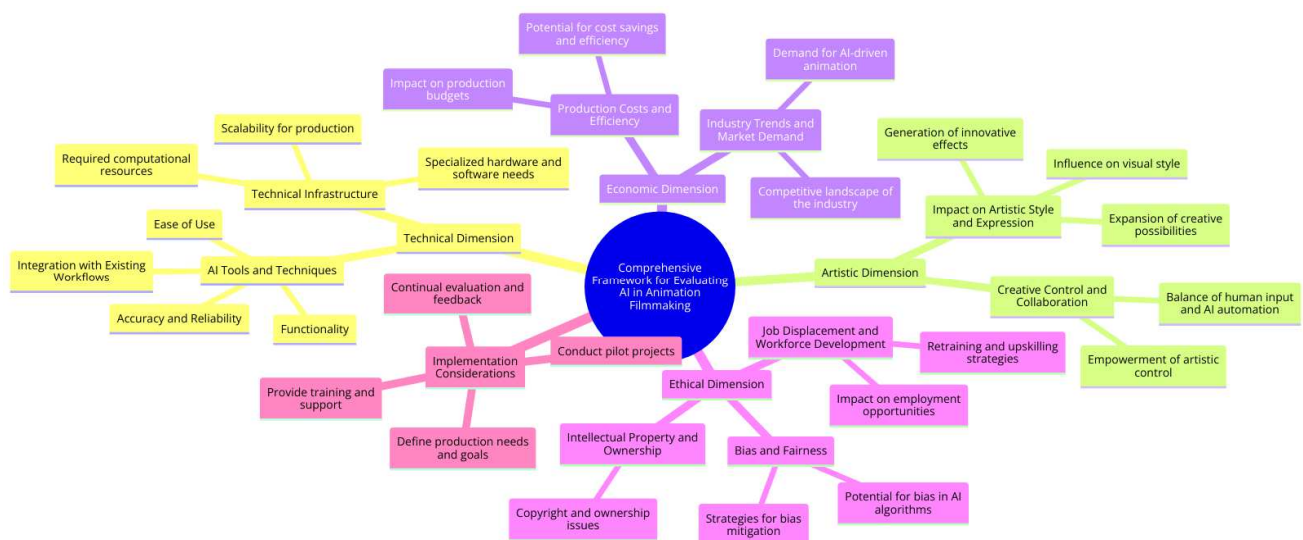 Comprehensive
Framework for Evaluating
AI in Animation
Filmmaking
Technical Dimension
Technical Infrastructure
Scalability for production
Required computational
resources
Specialized hardware and
software needs
AI Tools and Techniques
Ease of Use
Integration with Existing
Workflows
Accuracy and Reliability
Functionality
Economic Dimension
Production Costs and
Efficiency
Potential for cost savings
and efficiency
Impact on production
budgets
Industry Trends and
Market Demand
Demand for AI-driven
animation
Competitive landscape of
the industry
Artistic Dimension
Impact on Artistic Style
and Expression
Generation of innovative
effects
Influence on visual style
Expansion of creative
possibilities
Creative Control and
Collaboration
Balance of human input
and AI automation
Empowerment of artistic
control
Ethical Dimension
Job Displacement and
Workforce Development
Retraining and upskilling
strategies
Impact on employment
opportunities
Bias and Fairness
Potential for bias in AI
algorithms
Strategies for bias
mitigation
Intellectual Property and
Ownership
Copyright and ownership
issues
Implementation
Considerations
Continual evaluation and
feedback
Conduct pilot projects
Provide training and
support
Define production needs
and goals